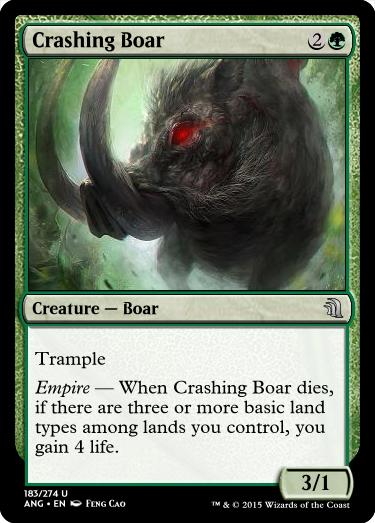 Crashing Boar 2
Creature — Boar
Trample
Empire — When Crashing Boar dies,
if there are three or more basic land
types among lands you control, you
gain 4 life.
3/1
183/274 U
ANG • EN Feng Cao ™ & © 2015 Wizards of the Coast